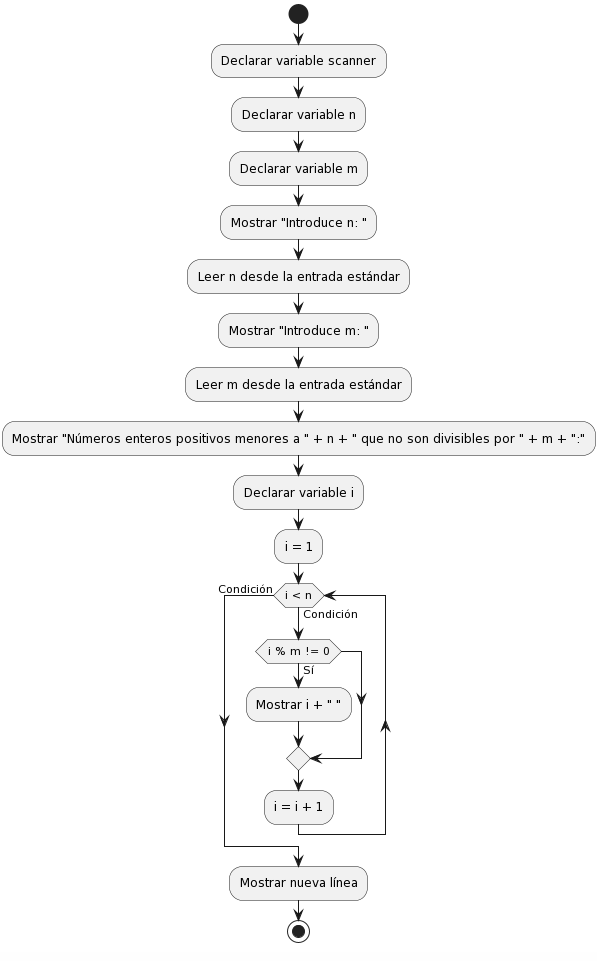 Declarar variable scanner
Declarar variable n
Declarar variable m
Mostrar "Introduce n: "
Leer n desde la entrada estándar
Mostrar "Introduce m: "
Leer m desde la entrada estándar
Mostrar "Números enteros positivos menores a " + n + " que no son divisibles por " + m + ":"
Declarar variable i
i = 1
Condición
i < n
Condición
i % m != 0
Sí
Mostrar i + " "
i = i + 1
Mostrar nueva línea